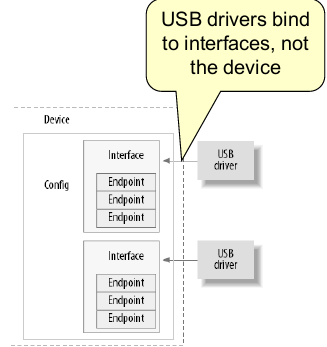 USB drivers bind
to interfaces, not
the device
Device
Config
Interface
Endpoint
Endpoint
Endpoint
USB
driver
Interface
Endpoint
Endpoint
Endpoint
USB
driver